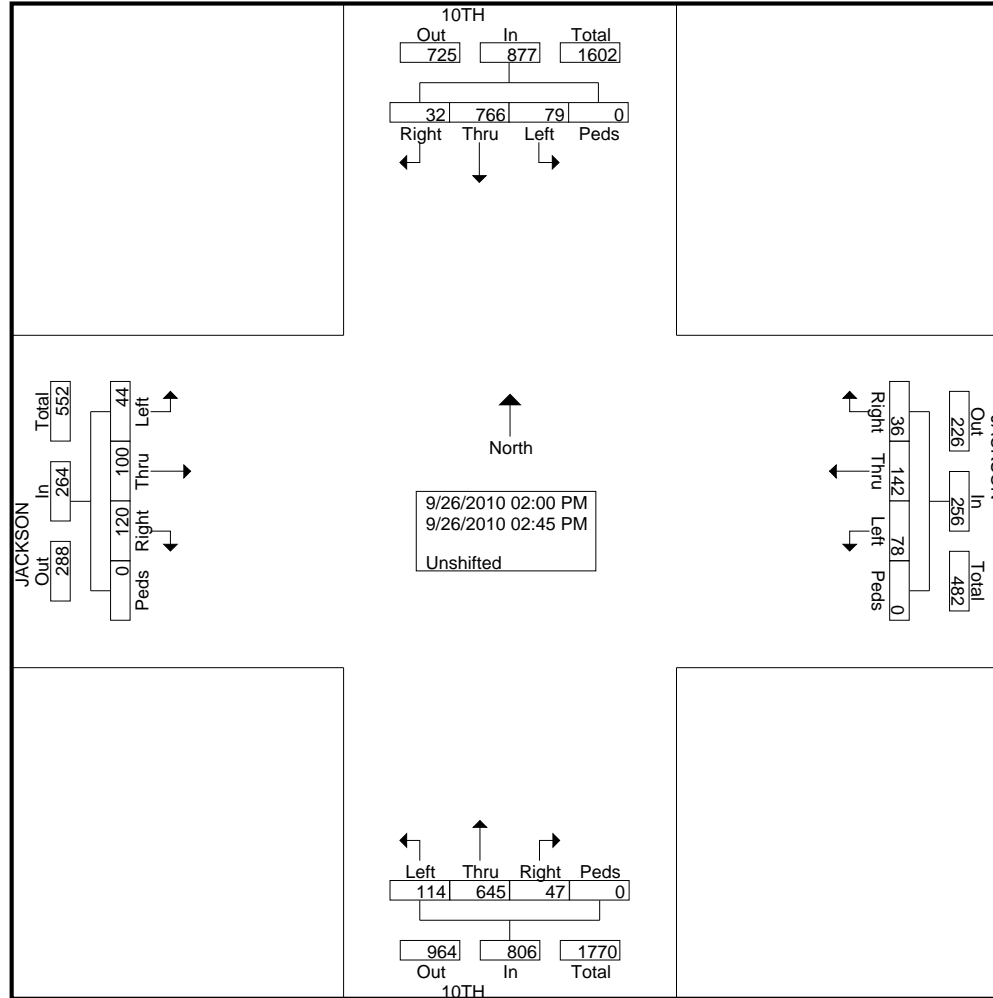 10TH
Out In Total
725 877 1602
32 766 79 0
Right Thru Left Peds
JACKSON
Total In Out
552 264 288
44 100 120 0
Left Thru Right Peds
North
9/26/2010 02:00 PM
9/26/2010 02:45 PM
Unshifted
Out In Total
226 256 482
36 142 78 0
Right Thru Left Peds
Left Thru Right Peds
114 645 47 0
964 806 1770
Out In Total
10TH